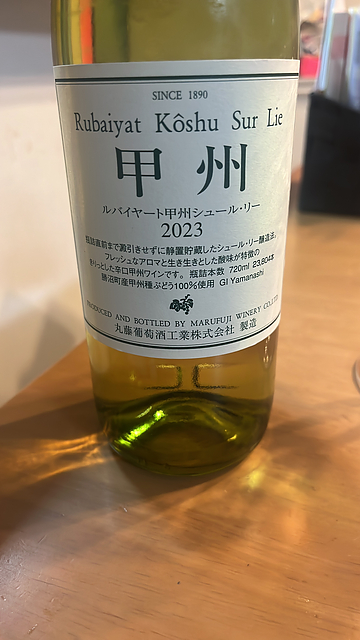 SINCE 1890
Rubaiyat Kôshu Sur Lie
甲州
ルバイヤート甲州シュール・リー
2023
瓶詰直前まで澱引きせずに静置貯蔵したシュール・リー醸造法。
フレッシュなアロマと生き生きとした酸味が特徴の
きりっとした辛口甲州ワインです。 瓶詰本数 720ml 23,804本
勝沼町産甲州種ぶどう100%使用 GI Yamanashi
PRODUCED AND BOTTLED BY MARUFUJI WINERY CO.,LTD.
丸藤葡萄酒工業株式会社 製造